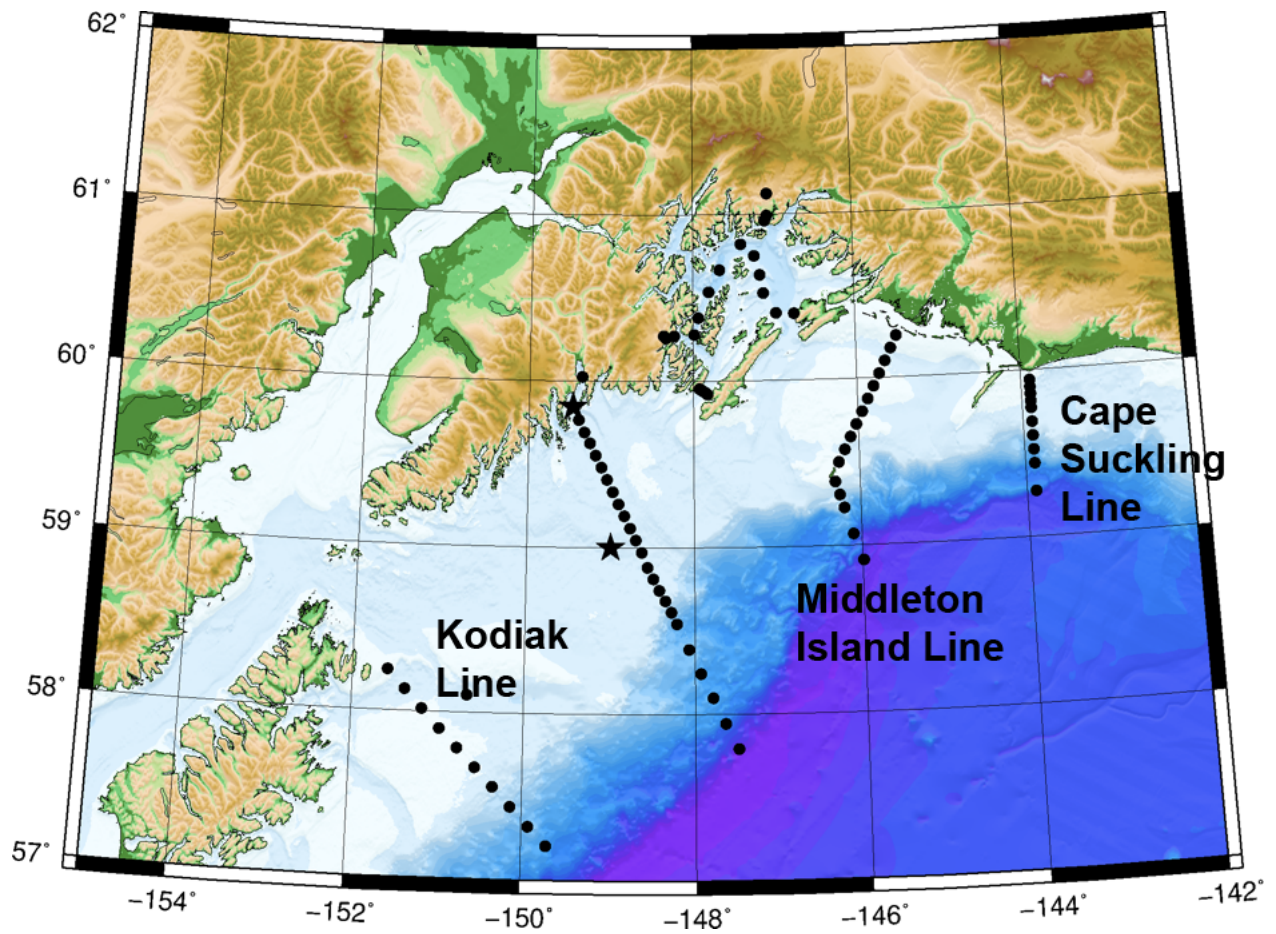 62°
61°
60°
59°
58°
57°
Cape
Suckling
Line
Middleton
Island Line
Kodiak
Line
−154°
−152°
−150°
−148°
−146°
−144°
−142°